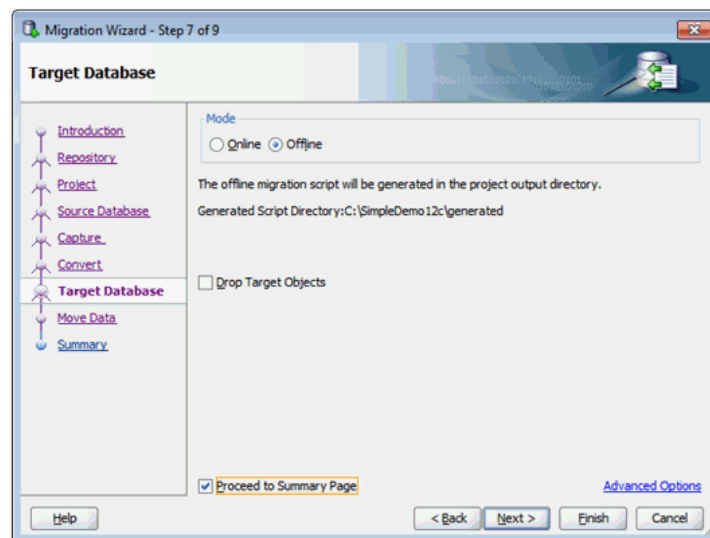 Migration Wizard - Step 7 of 9
Target Database
Introduction
Repository
Project
Source Database
Capture
Convert
Target Database
Move Data
Summary
Mode
Online Offline
The offline migration script will be generated in the project output directory.
Generated Script Directory:C:\SimpleDemo12c\generated
Drop Target Objects
Proceed to Summary Page
Advanced Options
Help
< Back Next > Finish Cancel